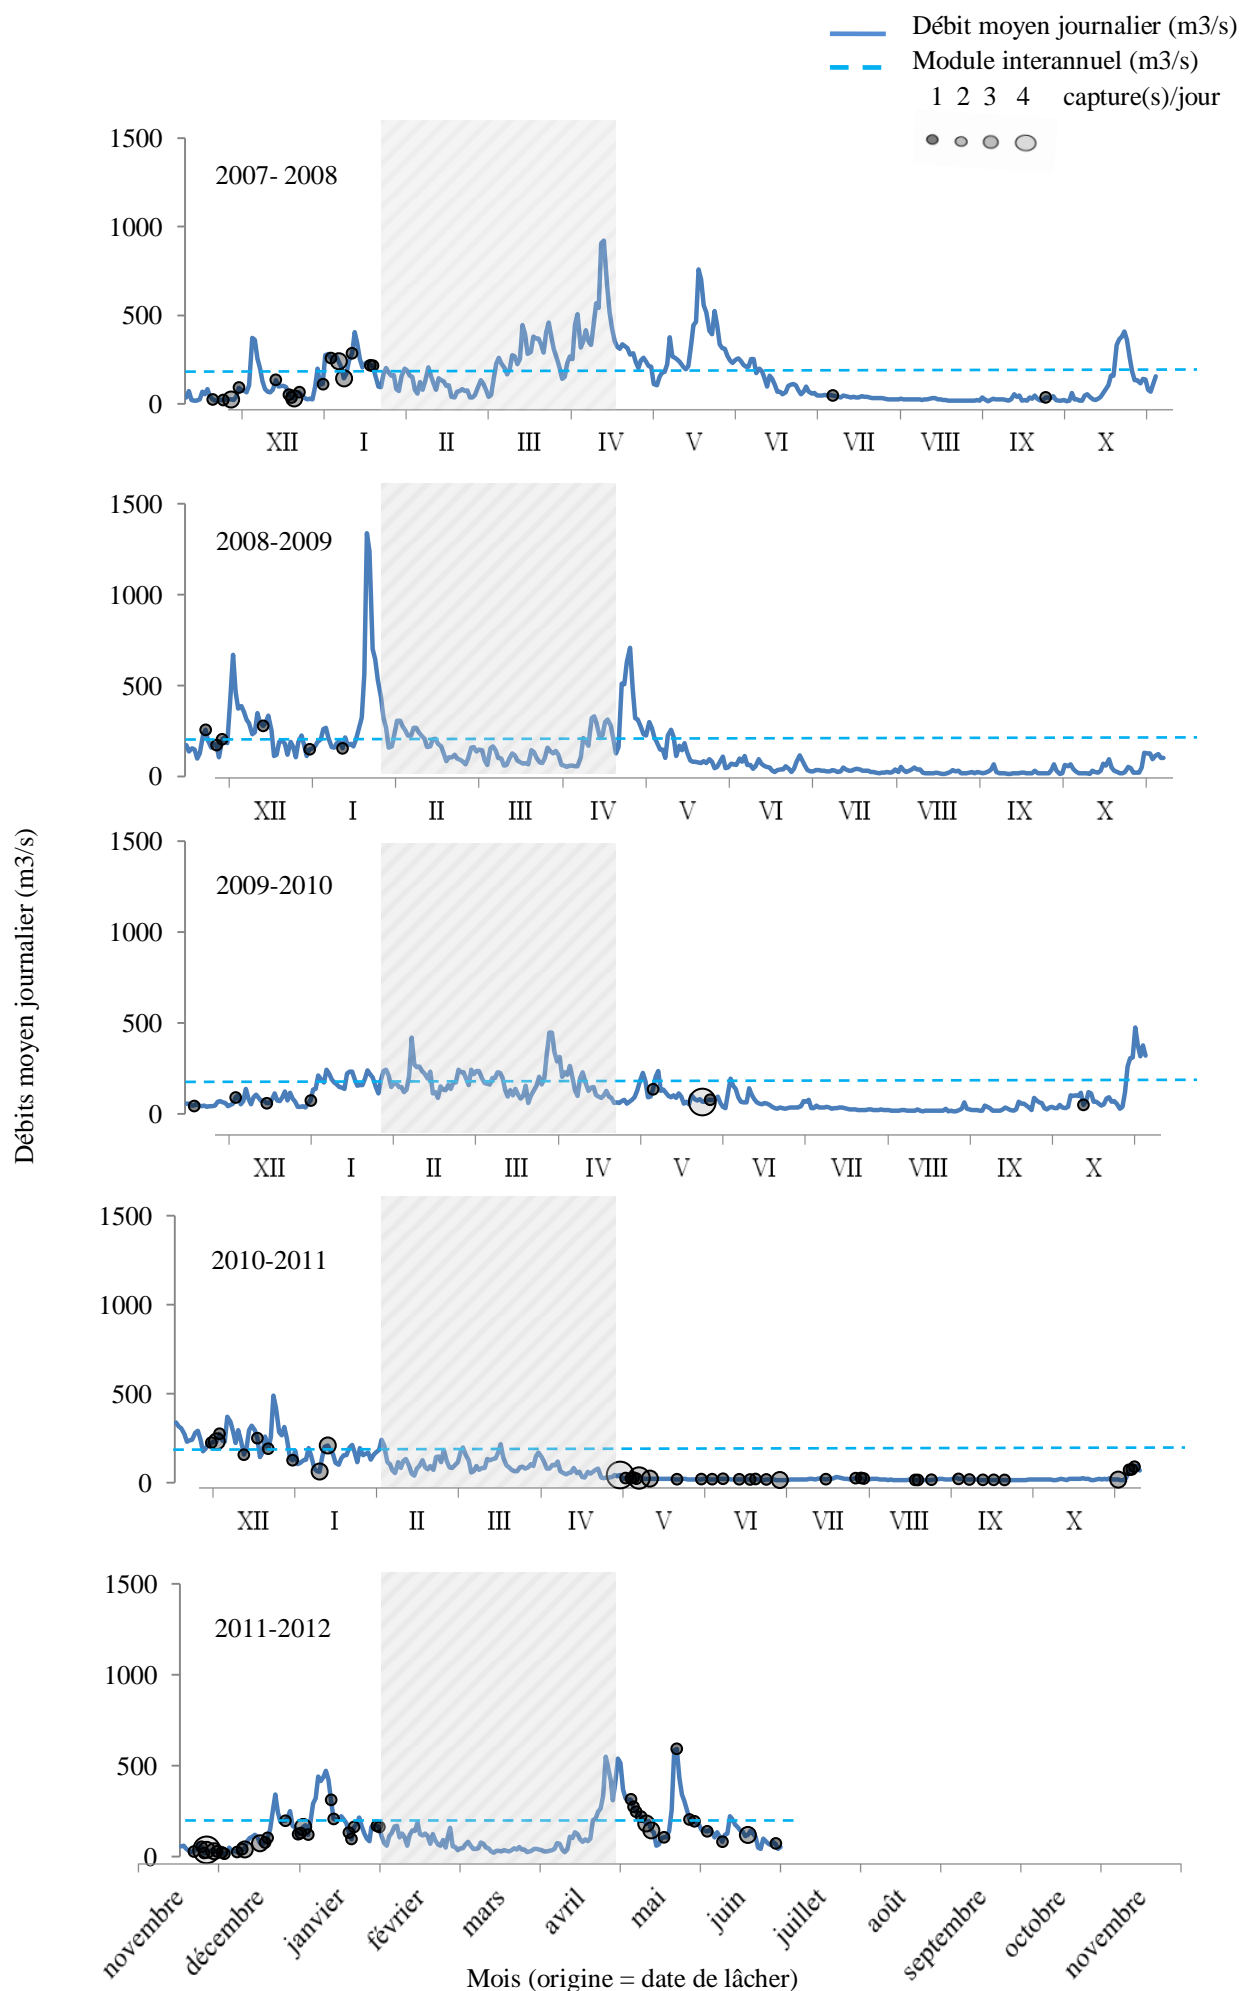 Débit moyen journalier (m3/s)
Module interannuel (m3/s)
1 2 3 4 capture(s)/jour
1500
2007- 2008
1000
500
0
XII I II III IV V VI VII VIII IX X
1500
2008-2009
1000
500
0
XII I II III IV V VI VII VIII IX X
Débits moyen journalier (m3/s)
1500
2009-2010
1000
500
0
XII I II III IV V VI VII VIII IX X
1500
2010-2011
1000
500
0
XII I II III IV V VI VII VIII IX X
1500
2011-2012
1000
500
0
novembre décembre janvier février mars avril mai juin juillet août septembre octobre novembre
Mois (origine = date de lâcher)